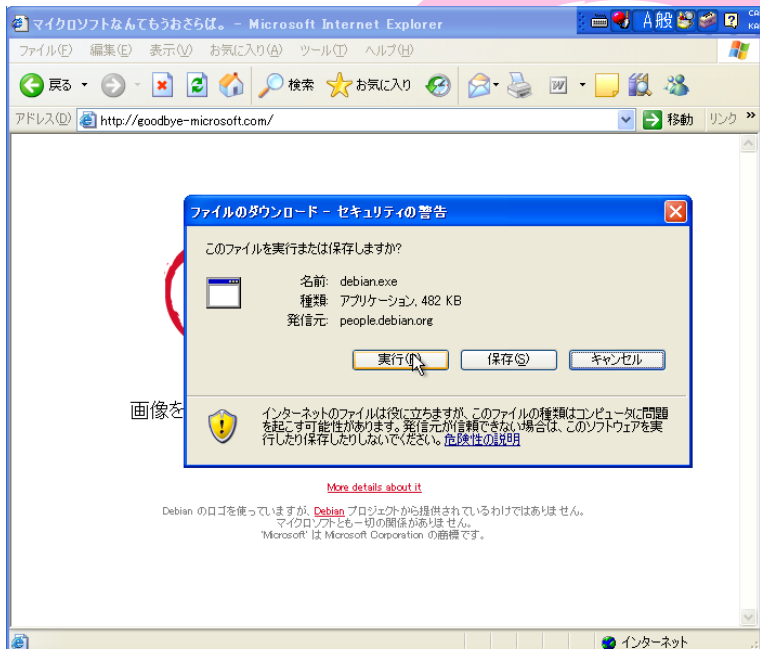 マイクロソフトなんてもうおさらば。 - Microsoft Internet Explorer
A 般
CA
KA
ファイル(F) 編集(E) 表示(V) お気に入り(A) ツール(T) ヘルプ(H)
戻る 検索 お気に入り
アドレス(D) http://goodbye-microsoft.com/ 移動 リンク »
ファイルのダウンロード - セキュリティの警告
このファイルを実行または保存しますか?
名前: debian.exe
種類: アプリケーション, 482 KB
発信元: people.debian.org
実行( 保存(S) キャンセル
画像を
インターネットのファイルは役に立ちますが、このファイルの種類はコンピュータに問題
を起こす可能性があります。発信元が信頼できない場合は、このソフトウェアを実
行したり保存したりしないでください。危険性の説明
More details about it
Debian のロゴを使っていますが、Debian プロジェクトから提供されているわけではありません。
マイクロソフトとも一切の関係がありません。
'Microsoft' は Microsoft Corporation の商標です。
インターネット